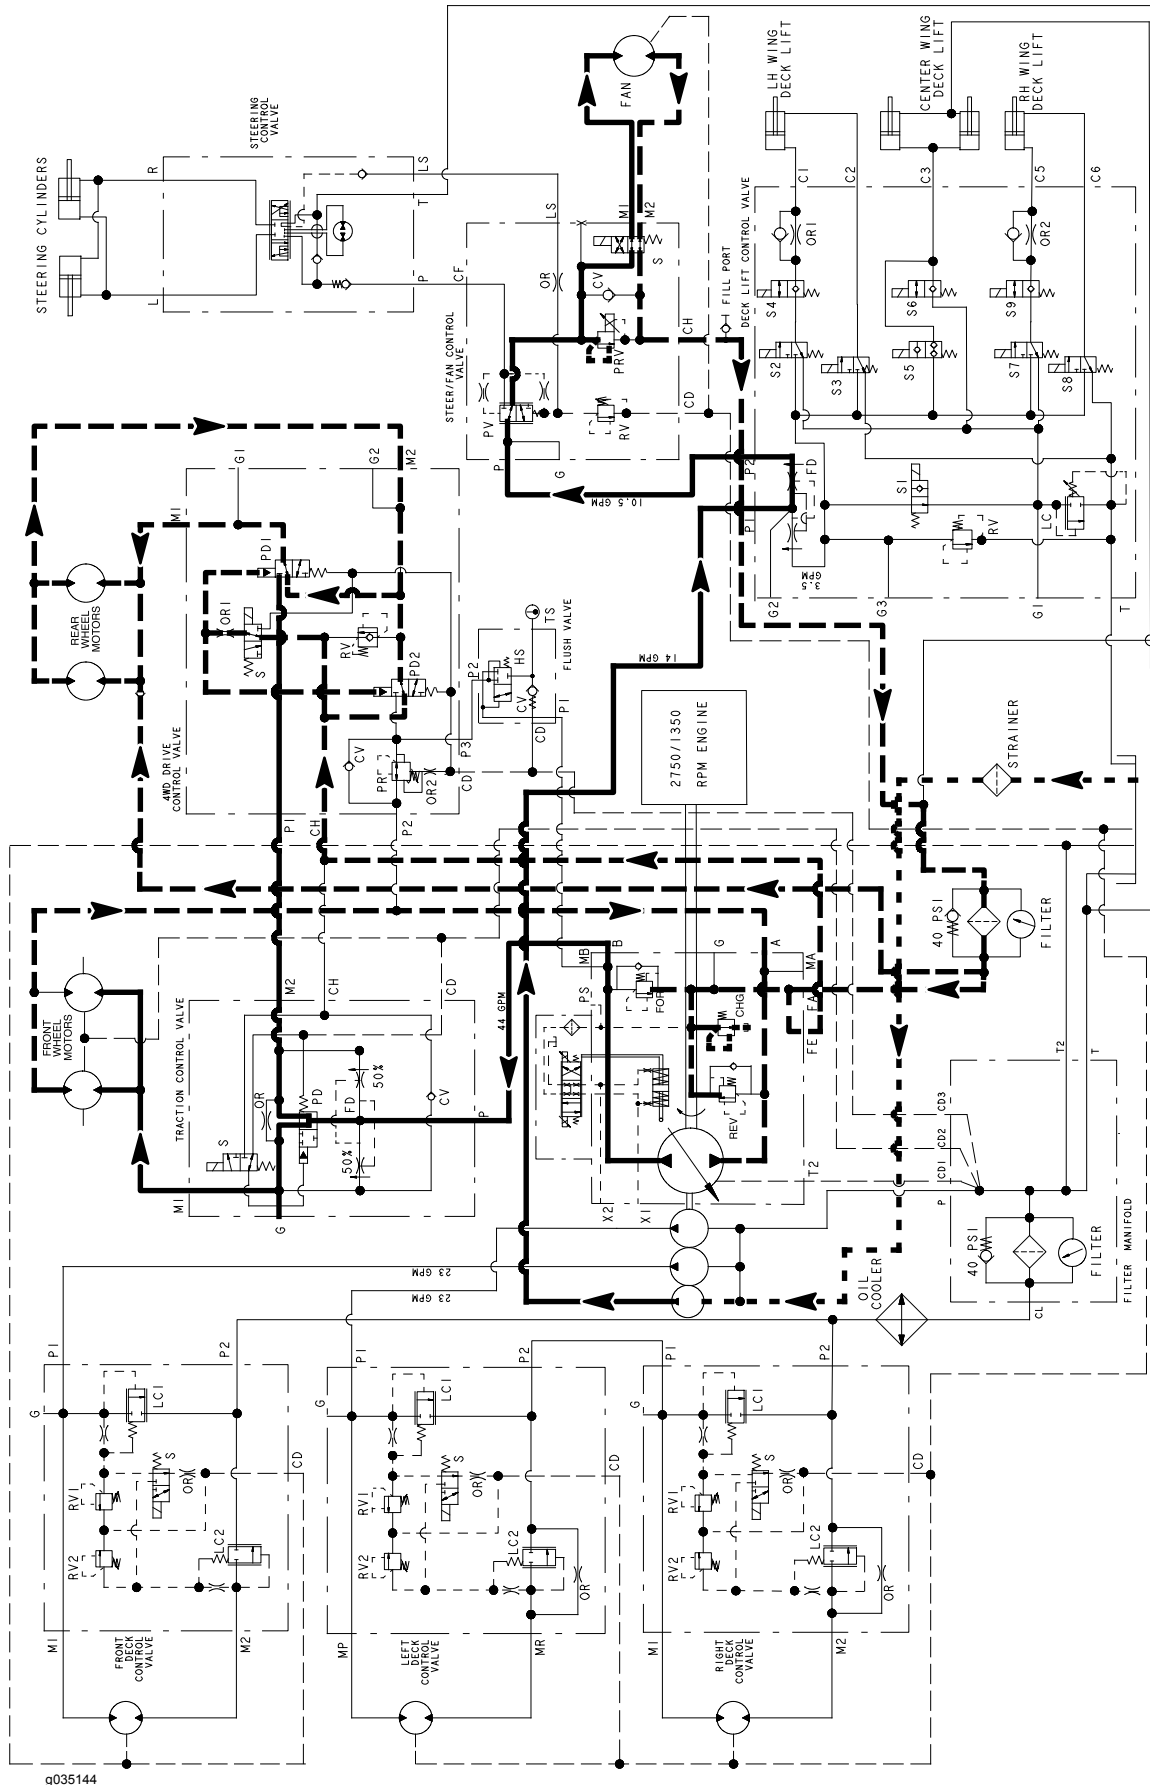 STEERING CYLINDERS
L
R
STEERING
CONTROL
VALVE
P
T
LS
FAN
CF
LS
M1
M2
OR
CV
S
STEER/FAN CONTROL
VALVE
PV
PRV
RV
CH
CD
P
G
FILL PORT
10.5 GPM
LH WING
DECK LIFT
CENTER WING
DECK LIFT
RH WING
DECK LIFT
DECK LIFT CONTROL VALVE
C1
C2
C3
C5
C6
OR1
OR2
S4
S6
S9
S2
S3
S5
S7
S8
P2
P1
FD
S1
LC
RV
3.5
GPM
G2
G3
G1
T
REAR
WHEEL
MOTORS
4WD DRIVE
CONTROL VALVE
M1
G1
G2
M2
PD1
OR1
S
RV
PD2
CV
PR
OR2
P1
CH
P2
CD
P3
P2
HS
TS
CV
P1
CD
FLUSH VALVE
14 GPM
2750/1350
RPM ENGINE
STRAINER
40 PSI
FILTER
FRONT
WHEEL
MOTORS
TRACTION CONTROL VALVE
M2
CH
CD
OR
PD
FD
50%
50%
S
CV
M1
G
P
44 GPM
MB
B
G
A
MA
PS
FOR
CHG
FE
FA
REV
X2
X1
T2
23 GPM
23 GPM
OIL
COOLER
T2
T
CD3
CD2
CD1
P
40 PSI
FILTER
CL
FILTER MANIFOLD
P1
P2
G
LC1
RV1
S
OR
CD
RV2
LC2
M1
M2
FRONT
DECK
CONTROL
VALVE
P1
P2
G
LC1
RV1
S
OR
CD
RV2
LC2
OR
MP
MR
LEFT
DECK
CONTROL
VALVE
P1
P2
G
LC1
RV1
S
OR
CD
RV2
LC2
OR
M1
M2
RIGHT
DECK
CONTROL
VALVE
g035144